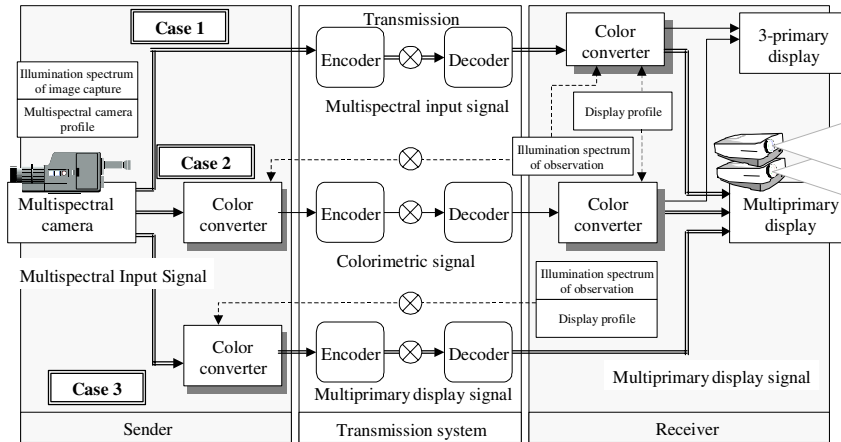 Case 1
Transmission
Illumination spectrum
of image capture
Multispectral camera
profile
Encoder
Decoder
Multispectral input signal
Color
converter
3-primary
display
Display profile
Case 2
Illumination spectrum
of observation
Multispectral
camera
Color
converter
Encoder
Decoder
Colorimetric signal
Color
converter
Multiprimary
display
Multispectral Input Signal
Illumination spectrum
of observation
Display profile
Color
converter
Encoder
Decoder
Multiprimary display signal
Case 3
Multiprimary display signal
Sender
Transmission system
Receiver